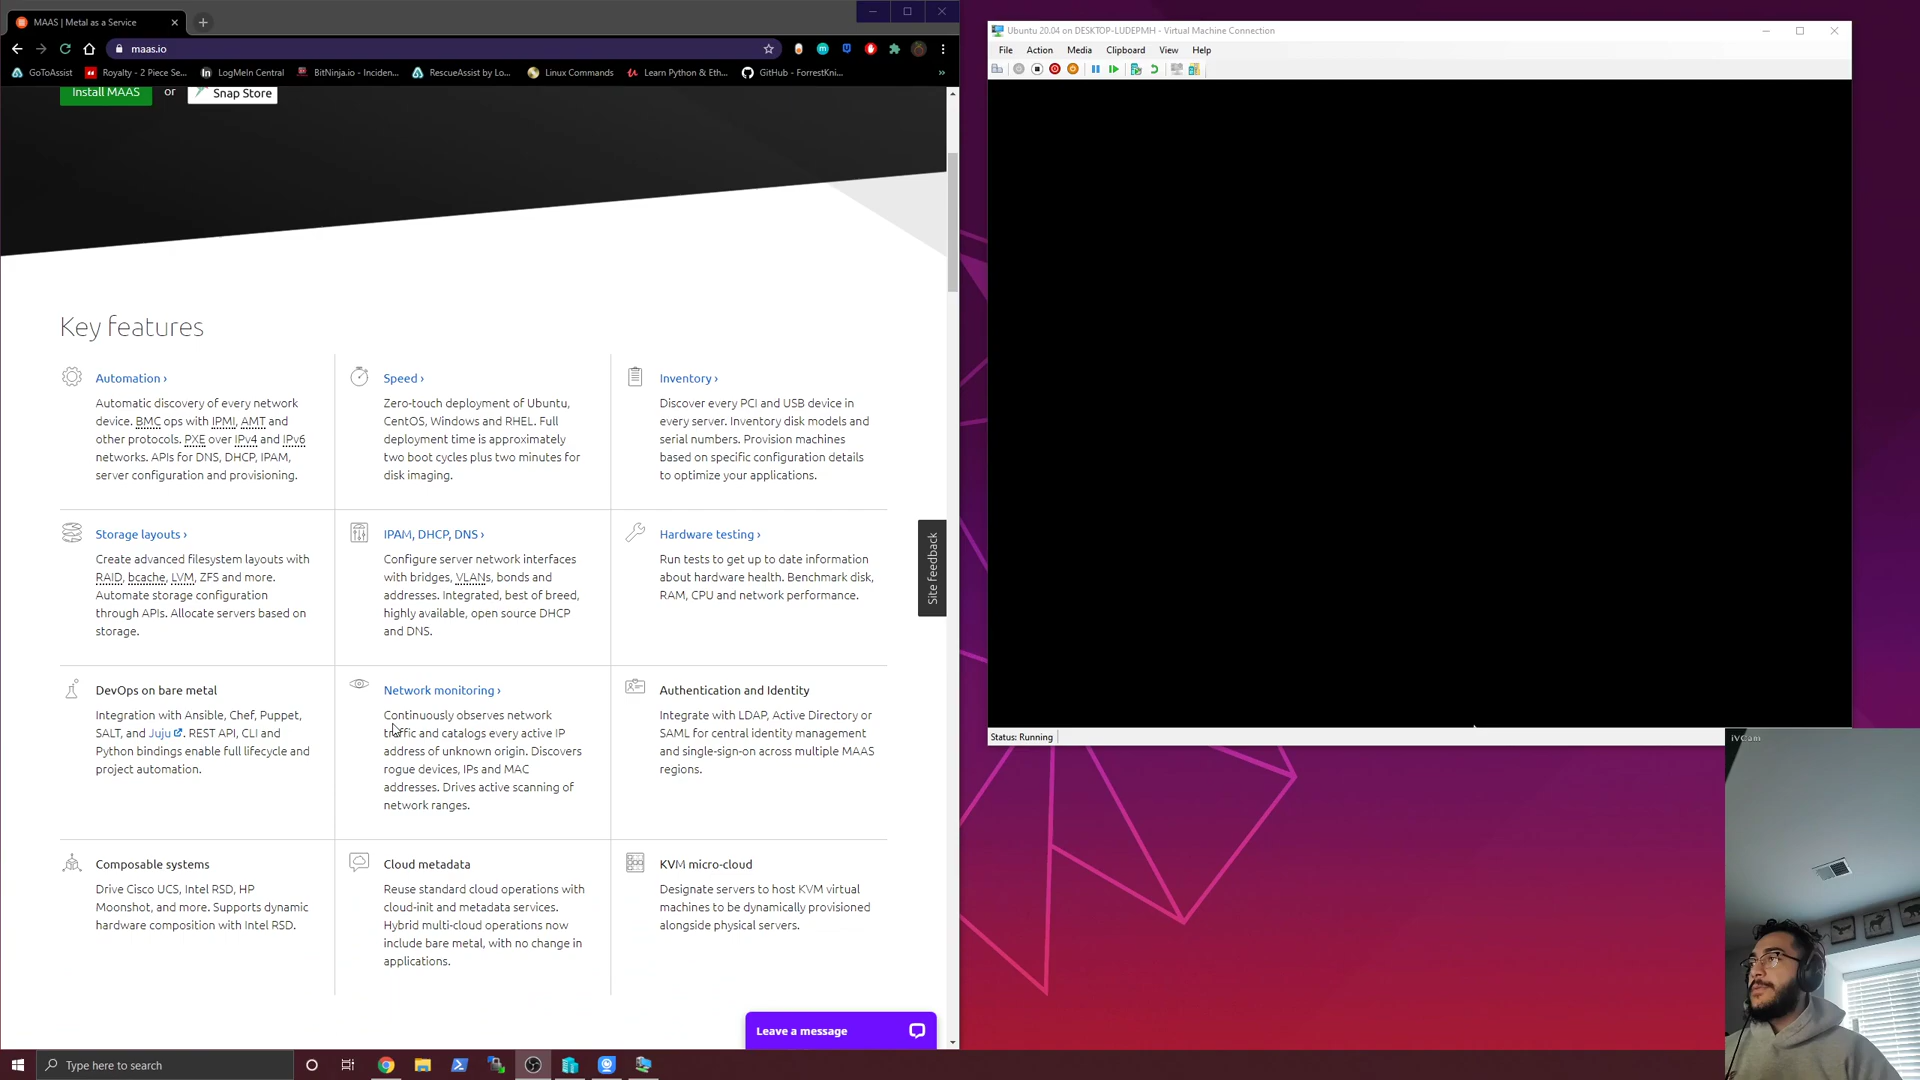 MAAS | Metal as a Service
maas.io
GoToAssist
Royalty - 2 Piece Se...
LogMeIn Central
BitNinja.io - Inciden...
RescueAssist by Lo...
Linux Commands
Learn Python & Eth...
GitHub - ForrestKni...
Install MAAS or Snap Store
Key features
Automation ›
Automatic discovery of every network
device. BMC ops with IPMI, AMT and
other protocols. PXE over IPv4 and IPv6
networks. APIs for DNS, DHCP, IPAM,
server configuration and provisioning.
Speed ›
Zero-touch deployment of Ubuntu,
CentOS, Windows and RHEL. Full
deployment time is approximately
two boot cycles plus two minutes for
disk imaging.
Inventory ›
Discover every PCI and USB device in
every server. Inventory disk models and
serial numbers. Provision machines
based on specific configuration details
to optimize your applications.
Storage layouts ›
Create advanced filesystem layouts with
RAID, bcache, LVM, ZFS and more.
Automate storage configuration
through APIs. Allocate servers based on
storage.
IPAM, DHCP, DNS ›
Configure server network interfaces
with bridges, VLANs, bonds and
addresses. Integrated, best of breed,
highly available, open source DHCP
and DNS.
Hardware testing ›
Run tests to get up to date information
about hardware health. Benchmark disk,
RAM, CPU and network performance.
DevOps on bare metal
Integration with Ansible, Chef, Puppet,
SALT, and Juju. REST API, CLI and
Python bindings enable full lifecycle and
project automation.
Network monitoring ›
Continuously observes network
traffic and catalogs every active IP
address of unknown origin. Discovers
rogue devices, IPs and MAC
addresses. Drives active scanning of
network ranges.
Authentication and Identity
Integrate with LDAP, Active Directory or
SAML for central identity management
and single-sign-on across multiple MAAS
regions.
Composable systems
Drive Cisco UCS, Intel RSD, HP
Moonshot, and more. Supports dynamic
hardware composition with Intel RSD.
Cloud metadata
Reuse standard cloud operations with
cloud-init and metadata services.
Hybrid multi-cloud operations now
include bare metal, with no change in
applications.
KVM micro-cloud
Designate servers to host KVM virtual
machines to be dynamically provisioned
alongside physical servers.
Site feedback
Leave a message
Type here to search
Ubuntu 20.04 on DESKTOP-LUDEPMH - Virtual Machine Connection
File Action Media Clipboard View Help
Status: Running
iVCam